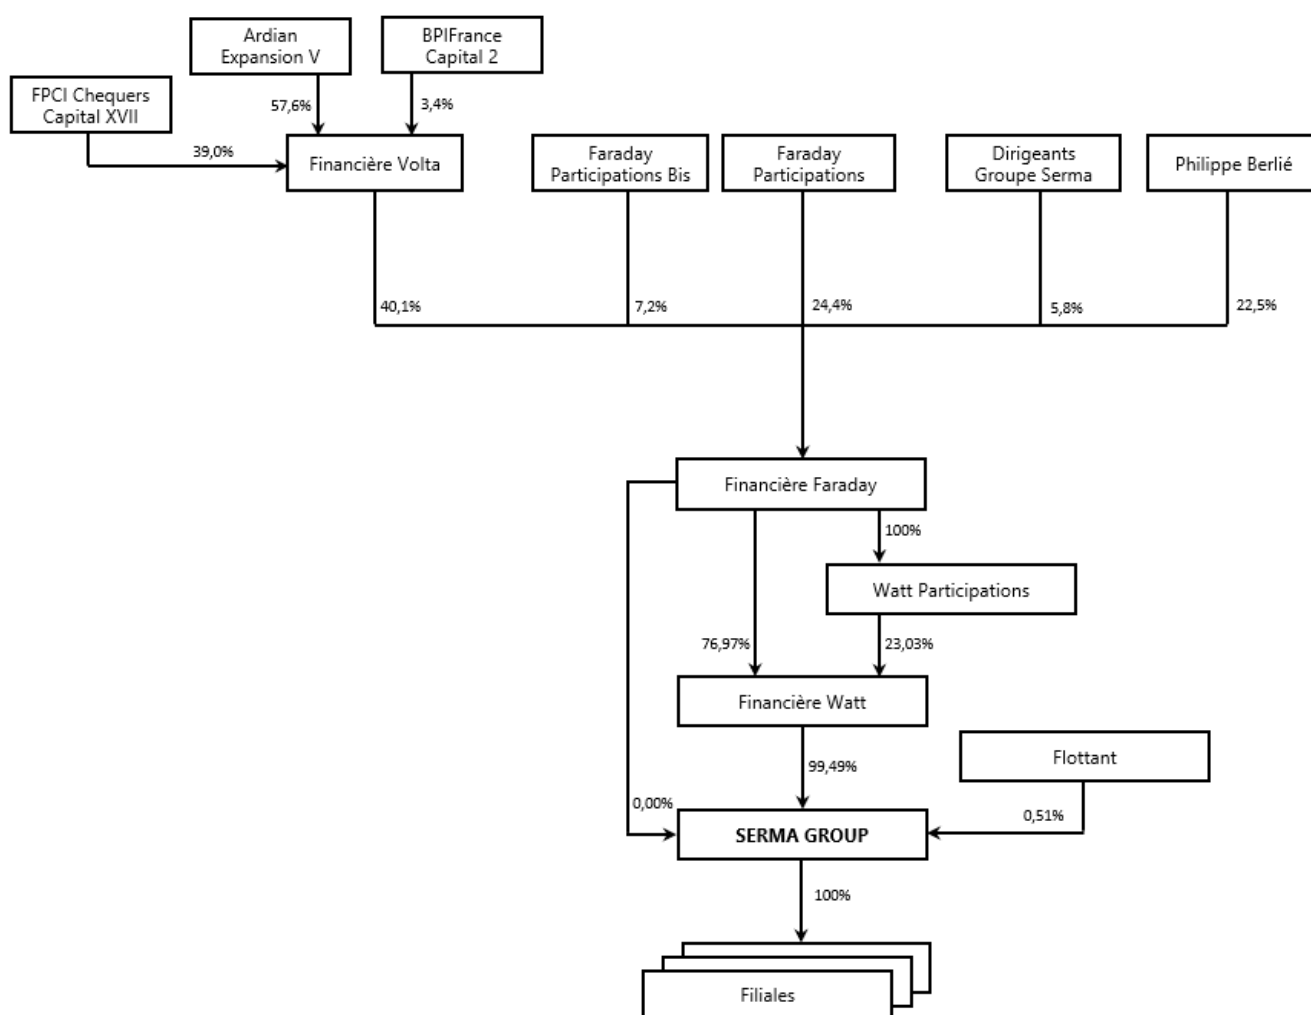 Ardian
Expansion V
BPIFrance
Capital 2
FPCI Chequers
Capital XVII
57,6%
3,4%
39,0%
Financière Volta
Faraday
Participations Bis
Faraday
Participations
Dirigeants
Groupe Serma
Philippe Berlié
40,1%
7,2%
24,4%
5,8%
22,5%
Financière Faraday
100%
Watt Participations
76,97%
23,03%
Financière Watt
99,49%
Flottant
0,00%
0,51%
SERMA GROUP
100%
Filiales